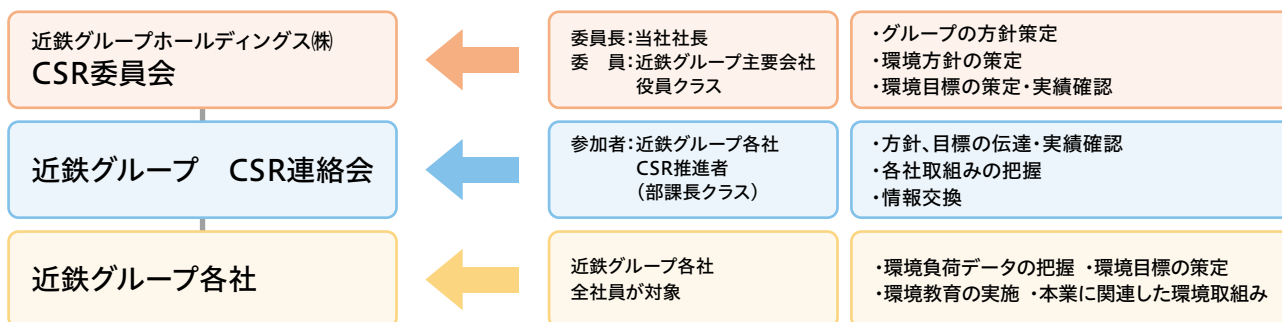 近鉄グループホールディングス㈱
CSR委員会
委員長:当社社長
委　員:近鉄グループ主要会社
役員クラス
・グループの方針策定
・環境方針の策定
・環境目標の策定・実績確認
近鉄グループ　CSR連絡会
参加者:近鉄グループ各社
CSR推進者
（部課長クラス）
・方針、目標の伝達・実績確認
・各社取組みの把握
・情報交換
近鉄グループ各社
近鉄グループ各社
全社員が対象
・環境負荷データの把握 ・環境目標の策定
・環境教育の実施 ・本業に関連した環境取組み